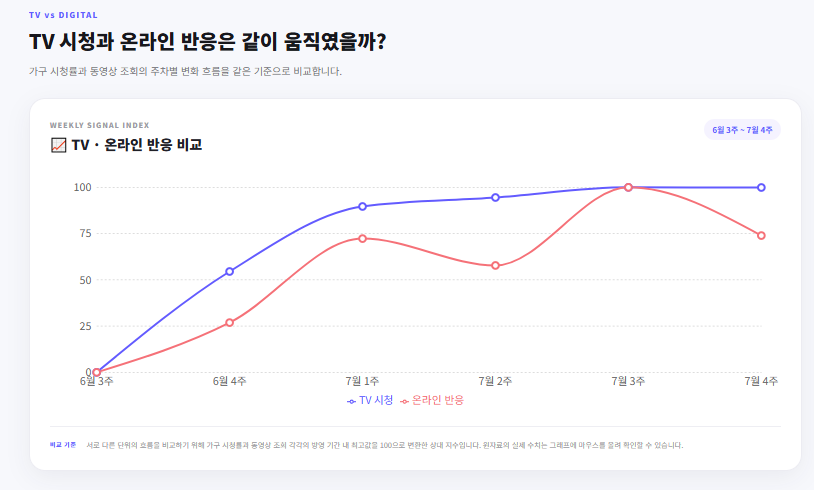 TV vs DIGITAL
TV 시청과 온라인 반응은 같이 움직였을까?
가구 시청률과 동영상 조회의 주차별 변화 흐름을 같은 기준으로 비교합니다.
WEEKLY SIGNAL INDEX
6월 3주 ~ 7월 4주
📈 TV · 온라인 반응 비교
100
75
50
25
0
6월 3주 6월 4주 7월 1주 7월 2주 7월 3주 7월 4주
TV 시청 온라인 반응
비교 기준 서로 다른 단위의 흐름을 비교하기 위해 가구 시청률과 동영상 조회 각각의 방영 기간 내 최고값을 100으로 변환한 상대 지수입니다. 원자료의 실제 수치는 그래프에 마우스를 올려 확인할 수 있습니다.